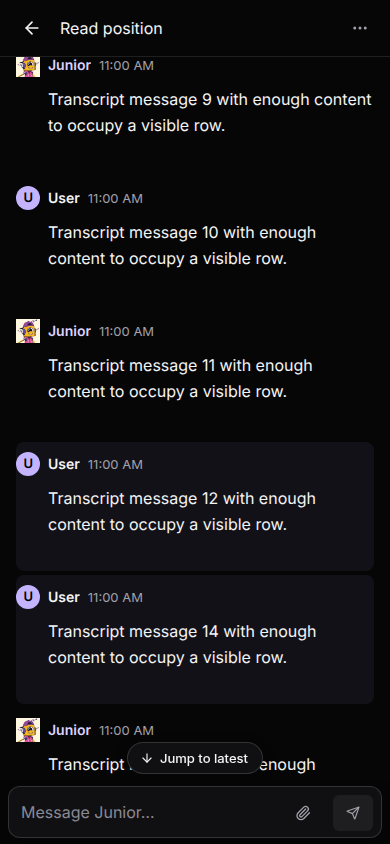 Read position
Junior 11:00 AM
Transcript message 9 with enough content
to occupy a visible row.
U User 11:00 AM
Transcript message 10 with enough
content to occupy a visible row.
Junior 11:00 AM
Transcript message 11 with enough
content to occupy a visible row.
U User 11:00 AM
Transcript message 12 with enough
content to occupy a visible row.
U User 11:00 AM
Transcript message 14 with enough
content to occupy a visible row.
Junior 11:00 AM
Transcript enough
Jump to latest
Message Junior...